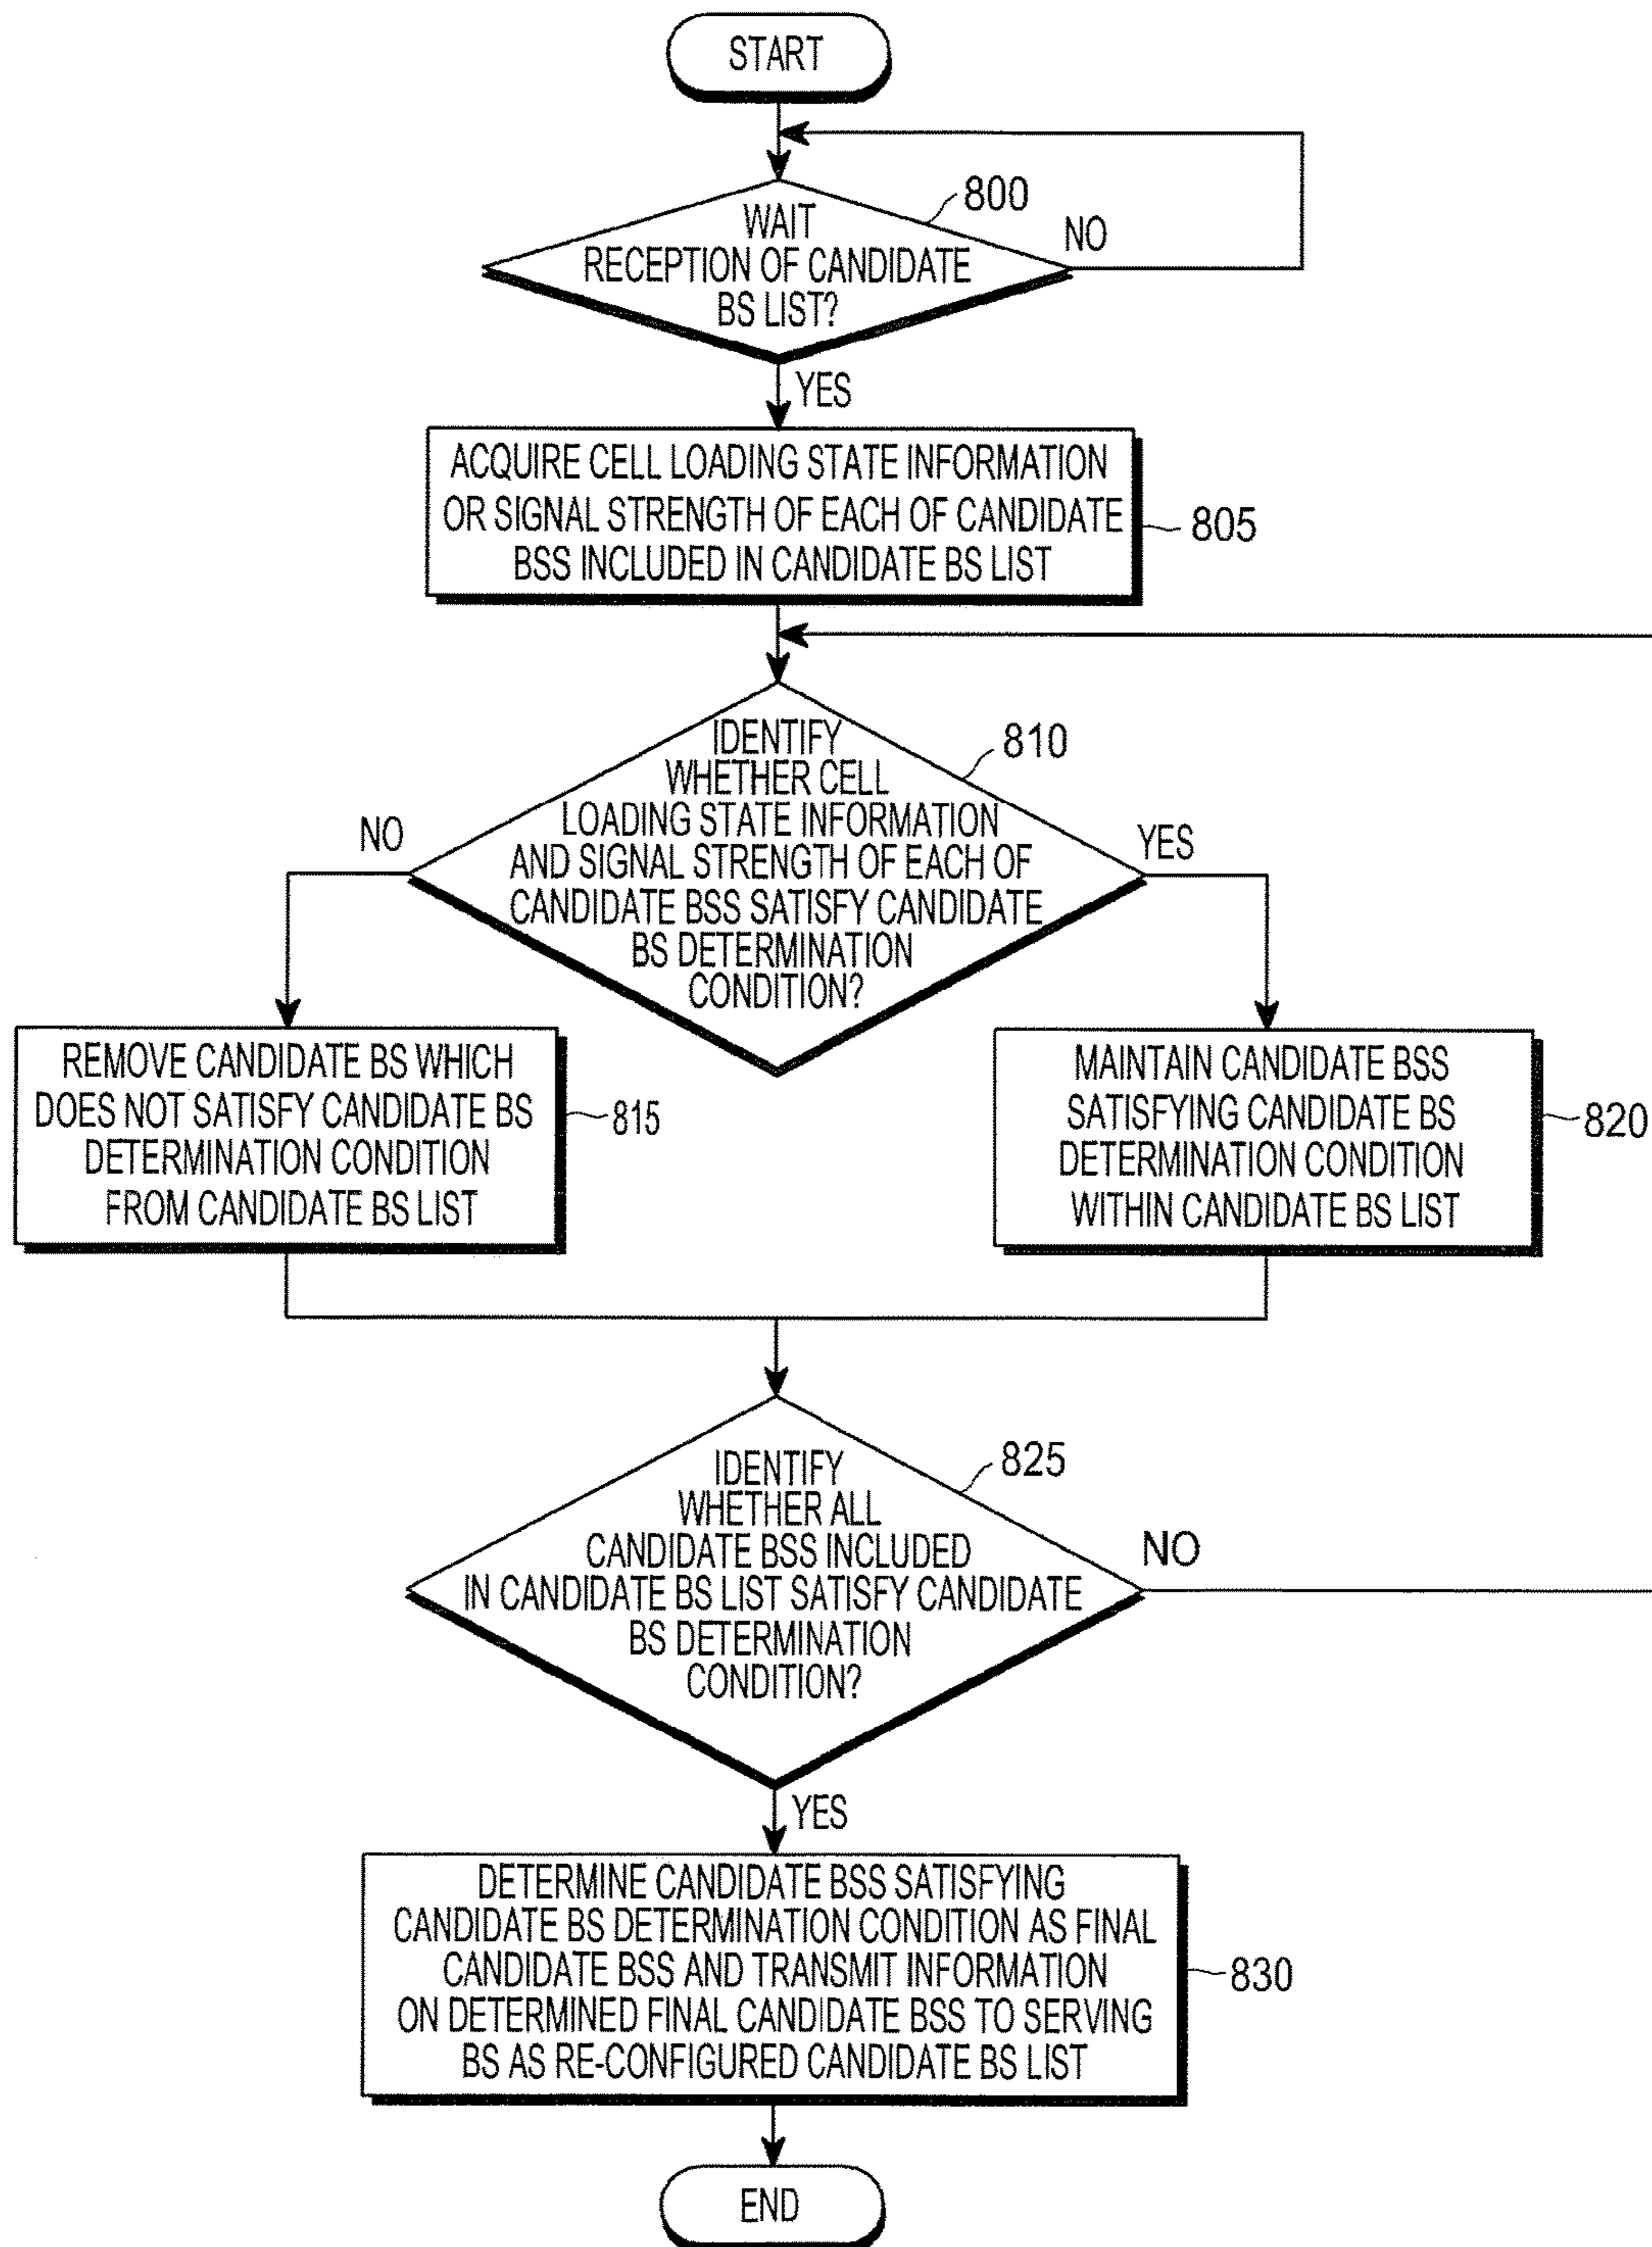 START
800
WAIT
RECEPTION OF CANDIDATE
BS LIST?
NO
YES
ACQUIRE CELL LOADING STATE INFORMATION
OR SIGNAL STRENGTH OF EACH OF CANDIDATE
BSS INCLUDED IN CANDIDATE BS LIST
805
810
IDENTIFY
WHETHER CELL
LOADING STATE INFORMATION
AND SIGNAL STRENGTH OF EACH OF
CANDIDATE BSS SATISFY CANDIDATE
BS DETERMINATION
CONDITION?
NO
YES
REMOVE CANDIDATE BS WHICH
DOES NOT SATISFY CANDIDATE BS
DETERMINATION CONDITION
FROM CANDIDATE BS LIST
815
MAINTAIN CANDIDATE BSS
SATISFYING CANDIDATE BS
DETERMINATION CONDITION
WITHIN CANDIDATE BS LIST
820
825
IDENTIFY
WHETHER ALL
CANDIDATE BSS INCLUDED
IN CANDIDATE BS LIST SATISFY CANDIDATE
BS DETERMINATION
CONDITION?
NO
YES
DETERMINE CANDIDATE BSS SATISFYING
CANDIDATE BS DETERMINATION CONDITION AS FINAL
CANDIDATE BSS AND TRANSMIT INFORMATION
ON DETERMINED FINAL CANDIDATE BSS TO SERVING
BS AS RE-CONFIGURED CANDIDATE BS LIST
830
END